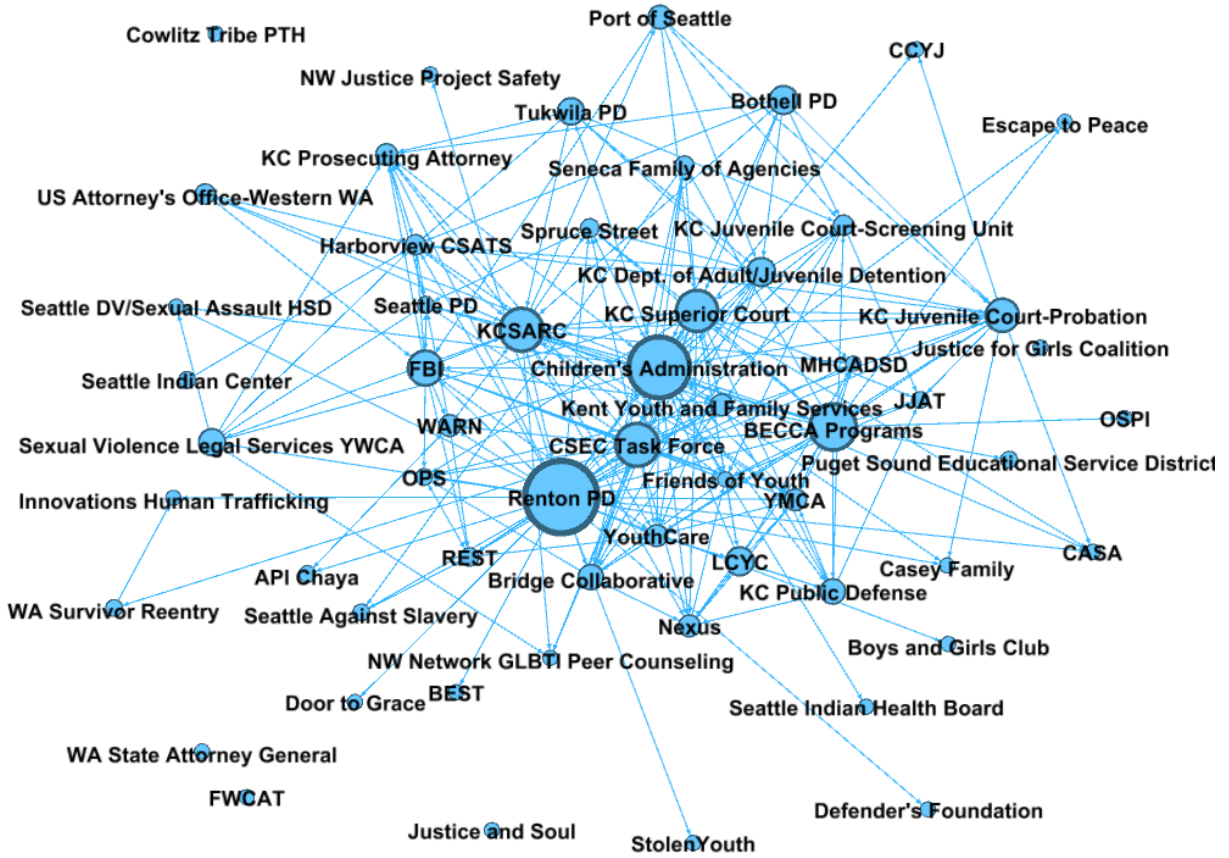 Port of Seattle
Cowlitz Tribe PTH
CCYJ
NW Justice Project Safety
Tukwila PD
Bothell PD
Escape to Peace
KC Prosecuting Attorney
Seneca Family of Agencies
US Attorney's Office-Western WA
Spruce Street
KC Juvenile Court-Screening Unit
Harborview CSATS
KC Dept. of Adult/Juvenile Detention
Seattle DV/Sexual Assault HSD
Seattle PD
KC Superior Court
KC Juvenile Court-Probation
KCSARC
Justice for Girls Coalition
FBI
Children's Administration
MHCADSD
Seattle Indian Center
JJAT
Kent Youth and Family Services
OSPI
WARN
BECCA Programs
Sexual Violence Legal Services YWCA
CSEC Task Force
Puget Sound Educational Service District
OPS
Friends of Youth
Innovations Human Trafficking
Renton PD
YMCA
YouthCare
REST
LCYC
CASA
API Chaya
Bridge Collaborative
Casey Family
KC Public Defense
WA Survivor Reentry
Seattle Against Slavery
Nexus
Boys and Girls Club
NW Network GLBTI Peer Counseling
Door to Grace
BEST
Seattle Indian Health Board
WA State Attorney General
FWCAT
Defender's Foundation
Justice and Soul
StolenYouth